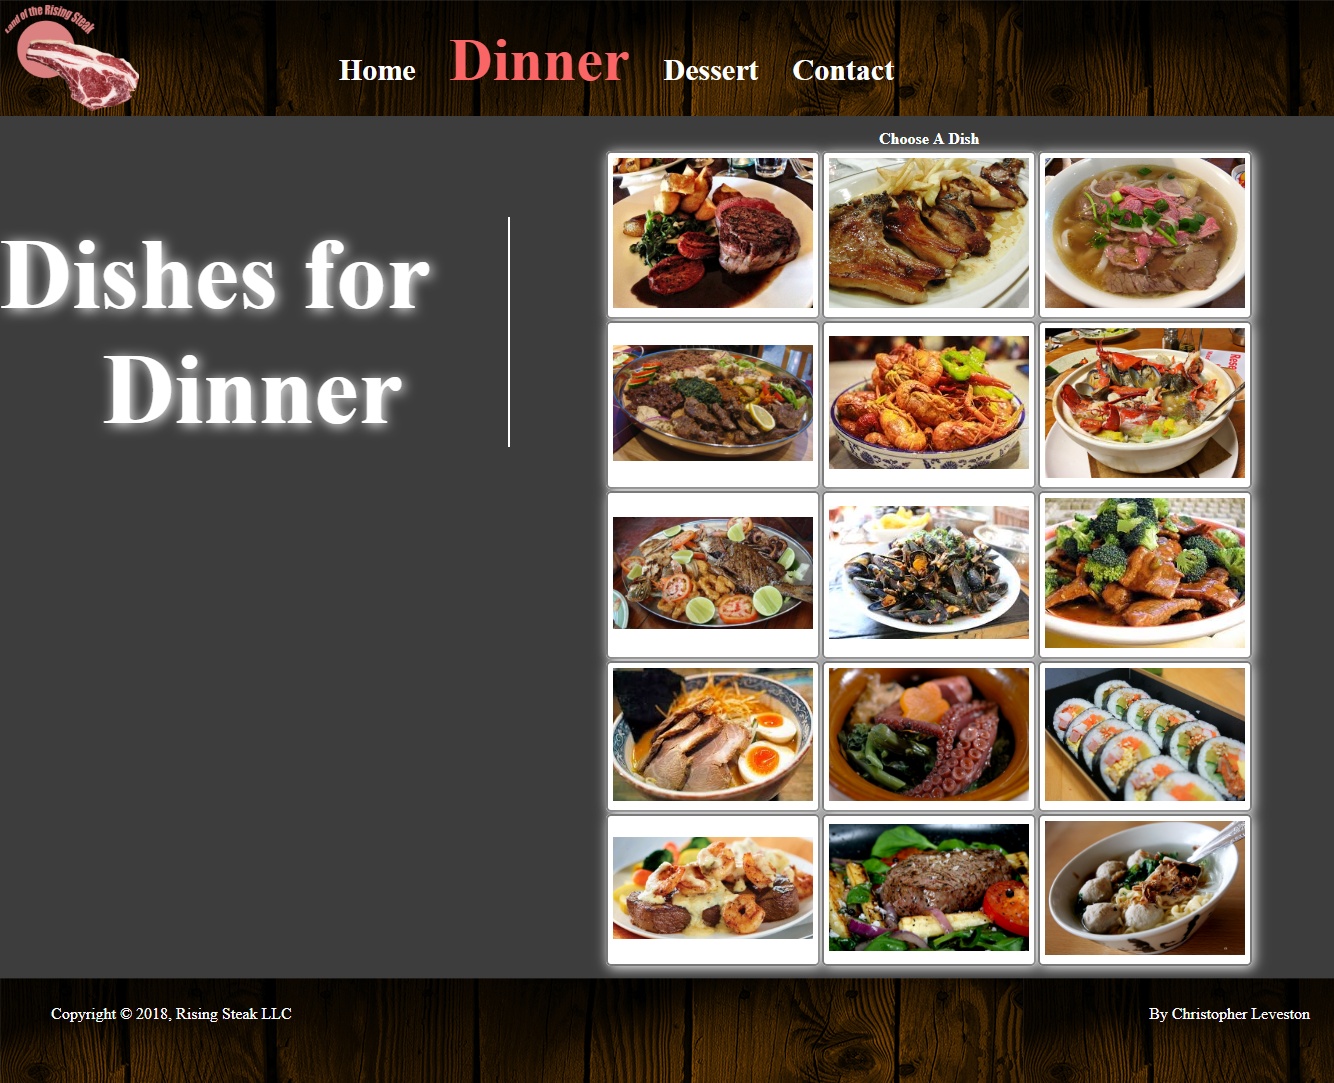 Land of the Rising Steak
Home Dinner Dessert Contact
Choose A Dish
Dishes for
Dinner
Copyright © 2018, Rising Steak LLC
By Christopher Leveston